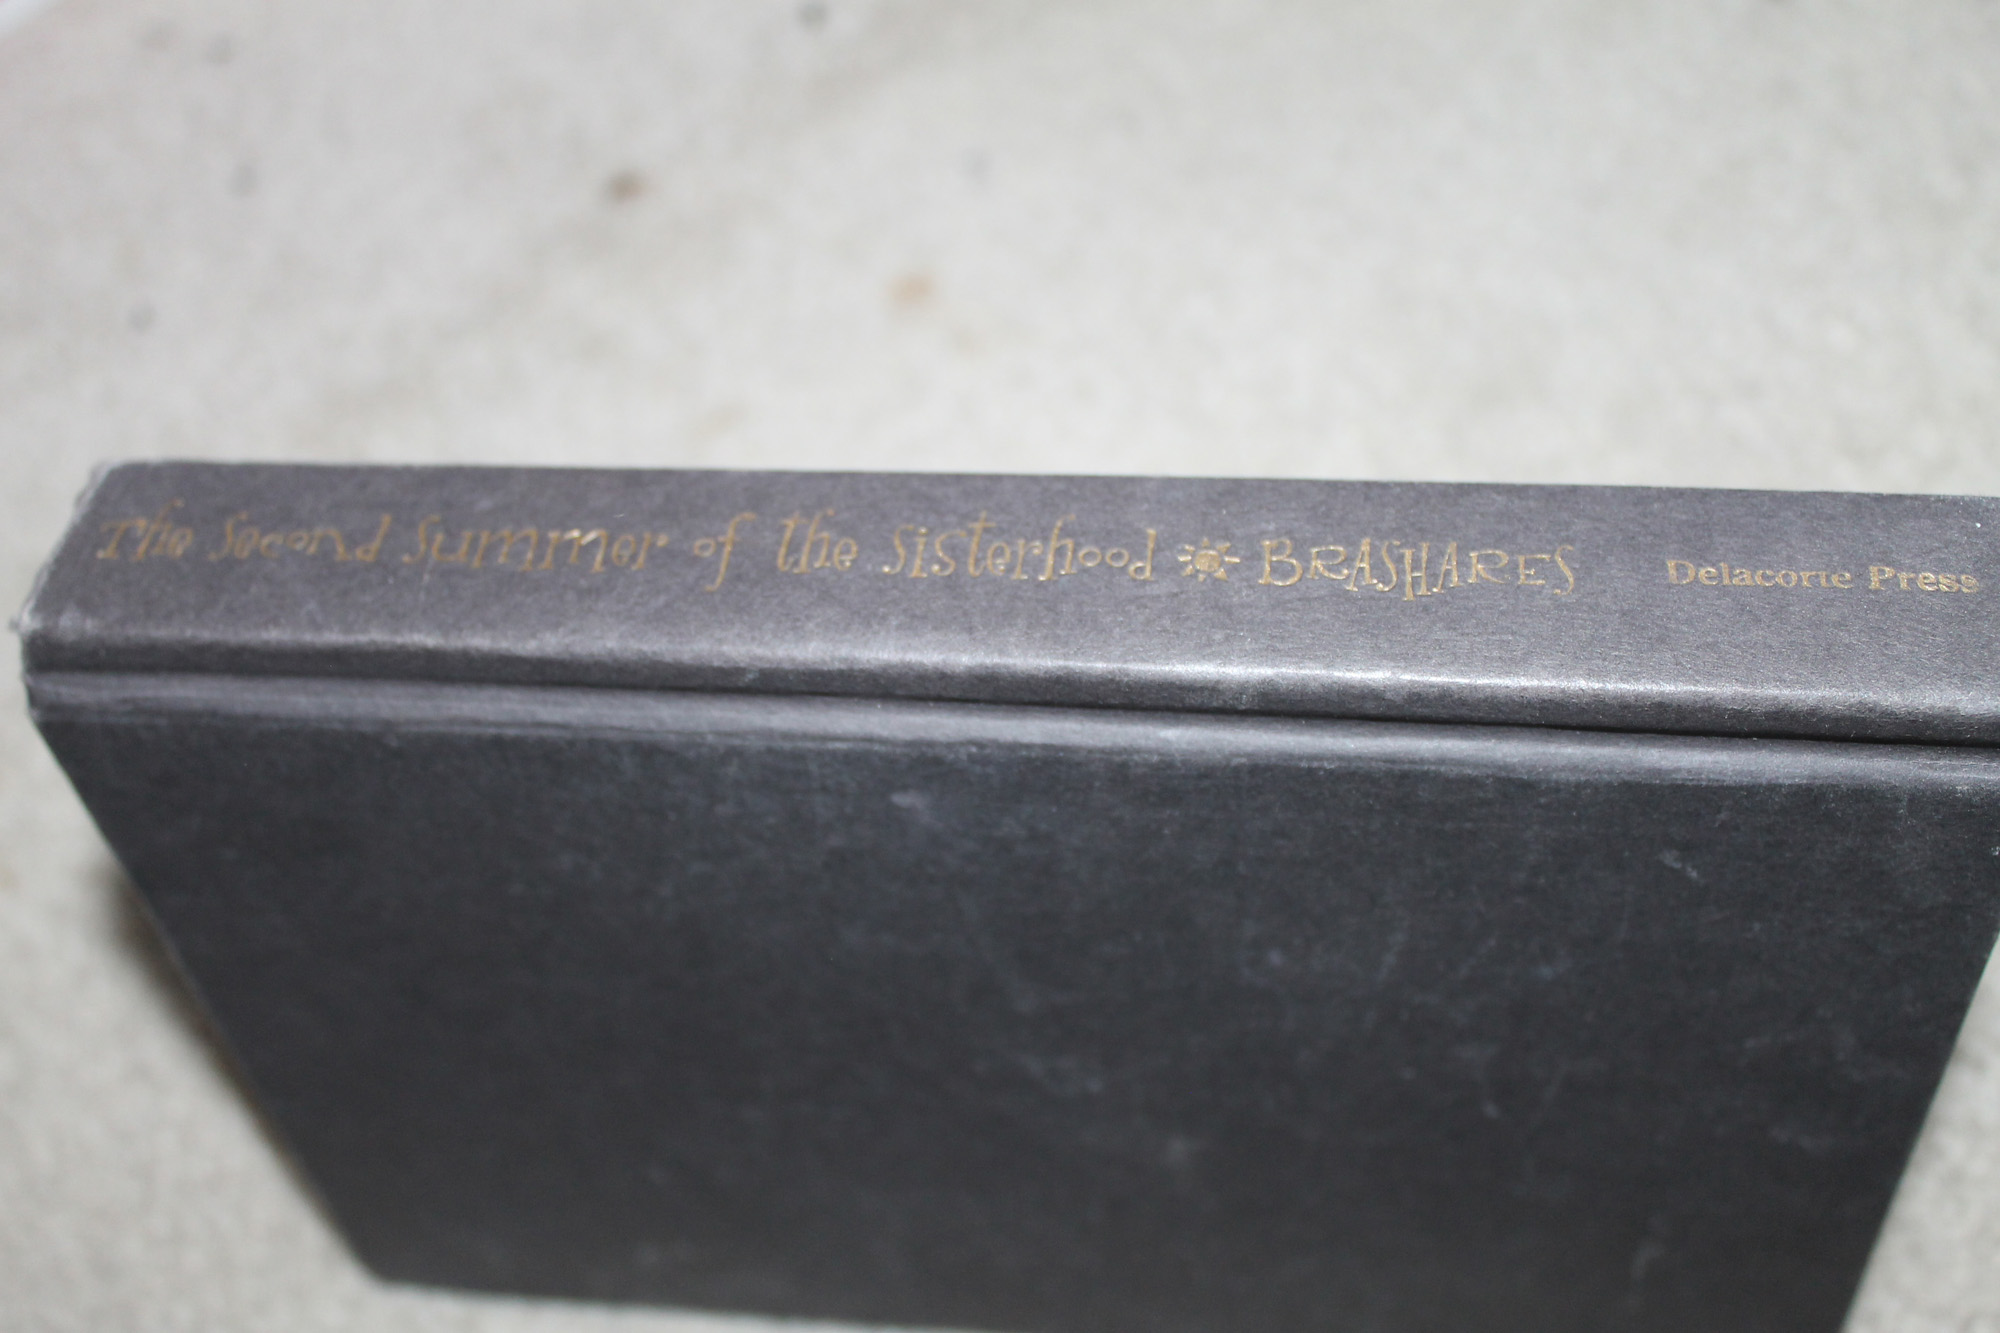 The Second Summer of the Sisterhood BRASHARES Delacorte Press